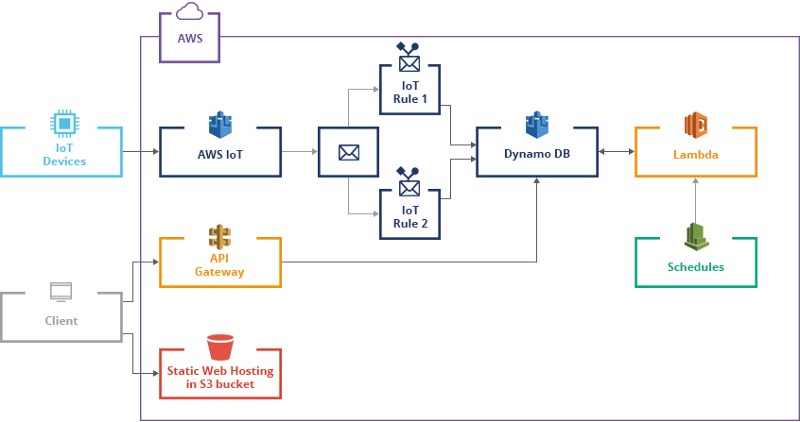 AWS
IoT
Rule 1
IoT
Devices
AWS IoT
Dynamo DB
Lambda
IoT
Rule 2
API
Gateway
Schedules
Client
Static Web Hosting
in S3 bucket